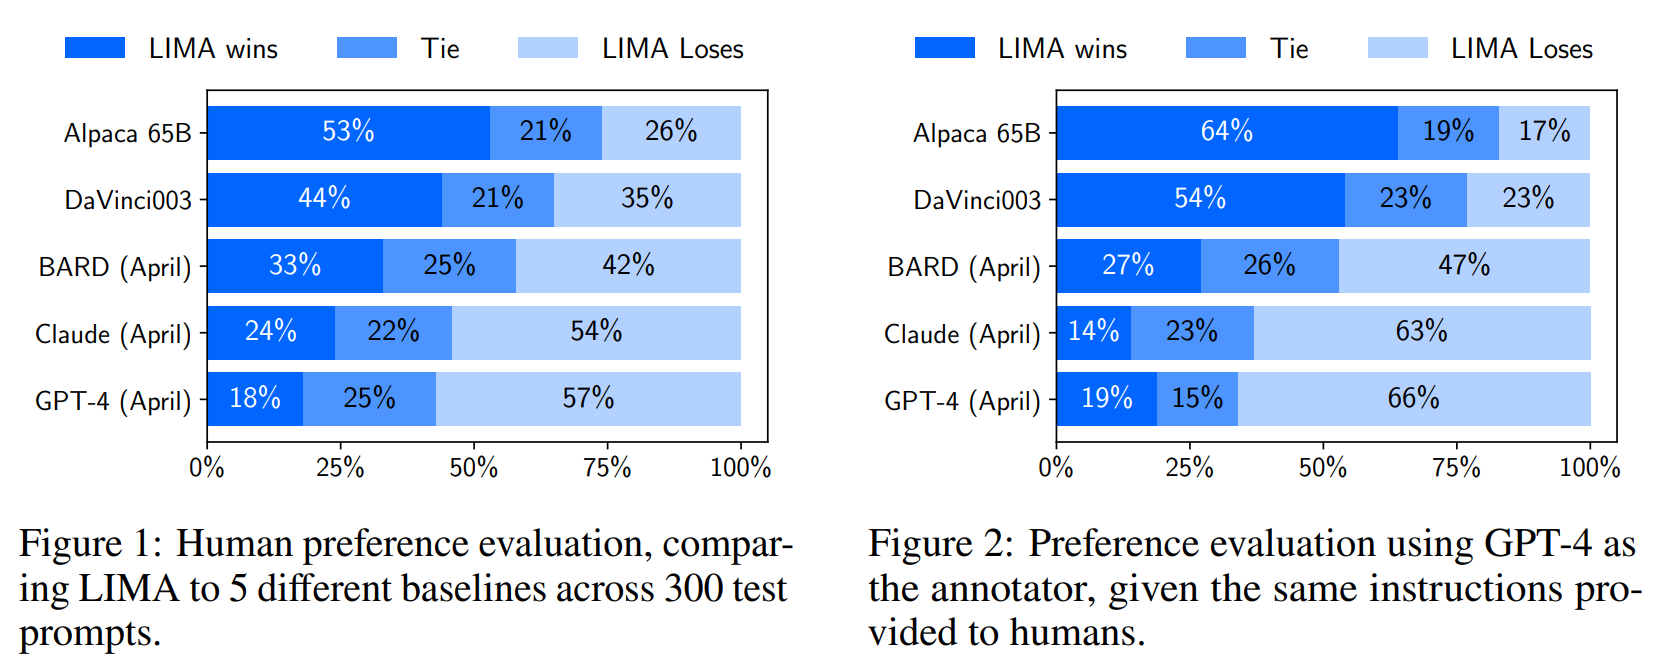 LIMA wins Tie LIMA Loses
Alpaca 65B 53% 21% 26%
DaVinci003 44% 21% 35%
BARD (April) 33% 25% 42%
Claude (April) 24% 22% 54%
GPT-4 (April) 18% 25% 57%
0% 25% 50% 75% 100%
Figure 1: Human preference evaluation, compar-
ing LIMA to 5 different baselines across 300 test
prompts.
LIMA wins Tie LIMA Loses
Alpaca 65B 64% 19% 17%
DaVinci003 54% 23% 23%
BARD (April) 27% 26% 47%
Claude (April) 14% 23% 63%
GPT-4 (April) 19% 15% 66%
0% 25% 50% 75% 100%
Figure 2: Preference evaluation using GPT-4 as
the annotator, given the same instructions pro-
vided to humans.